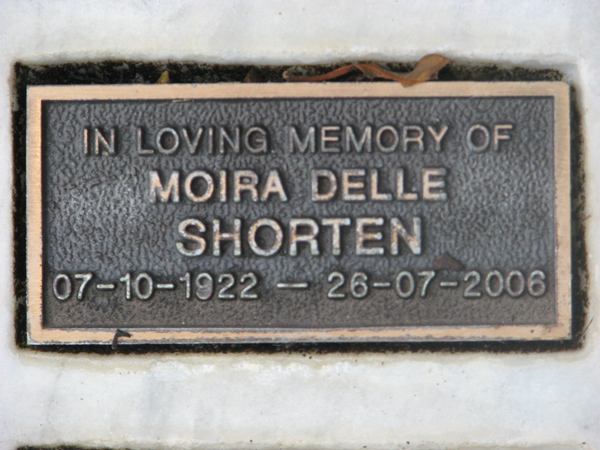 IN LOVING MEMORY OF
MOIRA DELLE
SHORTEN
07-10-1922 — 26-07-2006